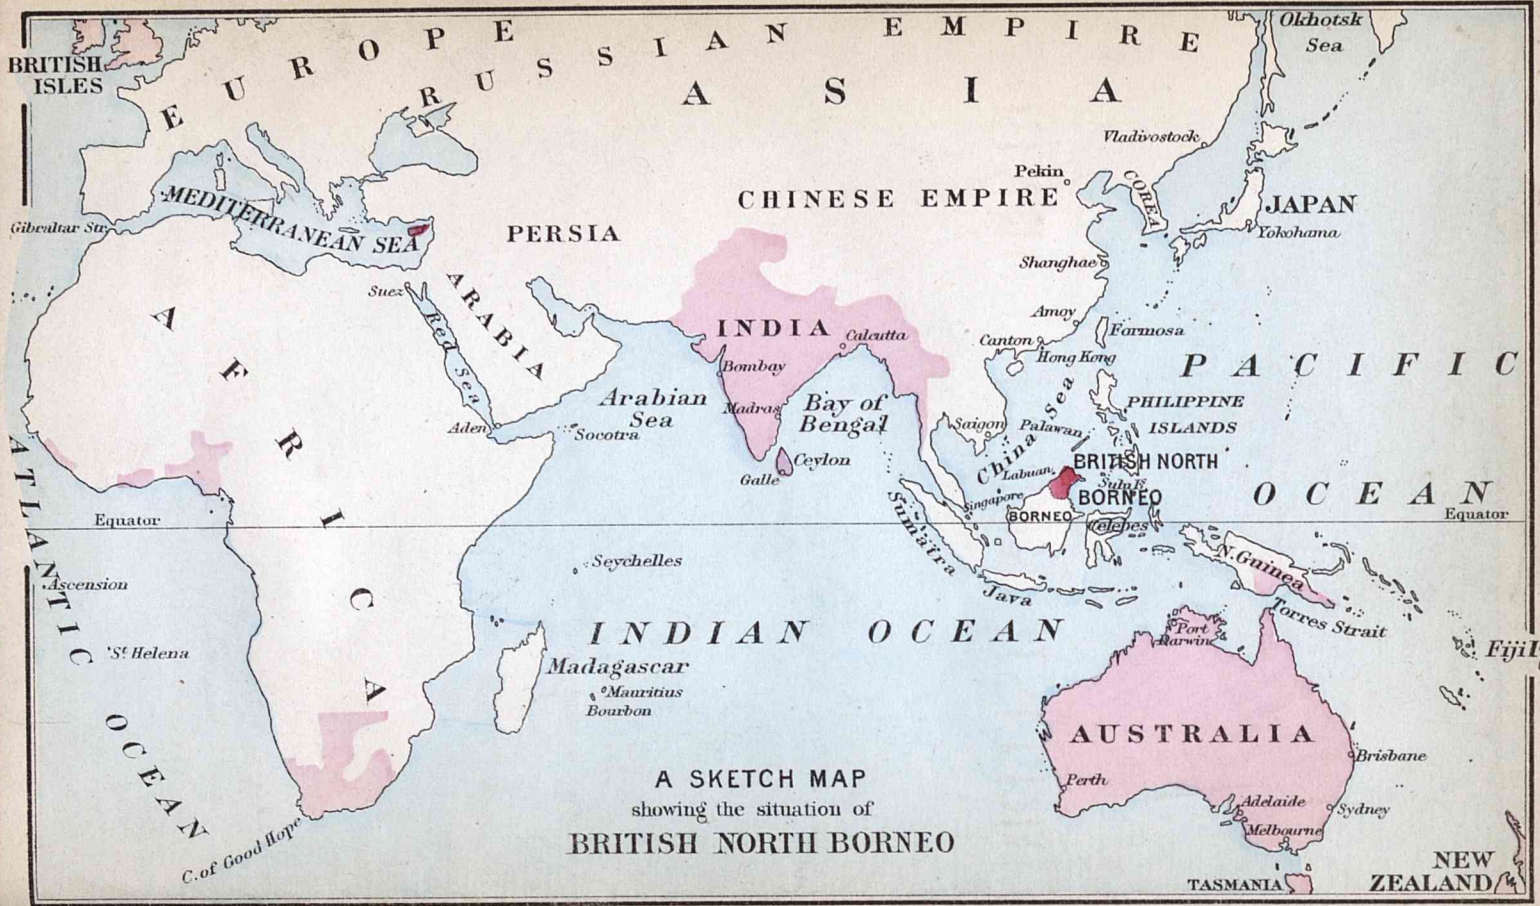 Okhotsk
Sea
EUROPE
RUSSIAN EMPIRE
ASIA
BRITISH
ISLES
Vladivostock
Pekin
COREA
CHINESE EMPIRE
JAPAN
Yokohama
MEDITERRANEAN SEA
Gibraltar Str.
PERSIA
Shanghae
Suez
ARABIA
Red Sea
AFRICA
INDIA
Calcutta
Amoy
Formosa
Canton
Hong Kong
Bombay
PACIFIC
OCEAN
Arabian
Sea
Madras
Bay of
Bengal
PHILIPPINE
ISLANDS
Aden
Socotra
Saigon
Palawan
China Sea
Ceylon
Galle
Labuan
BRITISH NORTH
BORNEO
Singapore
BORNEO
Celebes
Equator
Equator
Sumatra
Java
N. Guinea
Torres Strait
ATLANTIC OCEAN
Ascension
St Helena
Seychelles
INDIAN OCEAN
Port
Darwin
Fiji I
Madagascar
Mauritius
Bourbon
AUSTRALIA
Brisbane
Perth
Adelaide
Sydney
Melbourne
C. of Good Hope
A SKETCH MAP
showing the situation of
BRITISH NORTH BORNEO
TASMANIA
NEW
ZEALAND